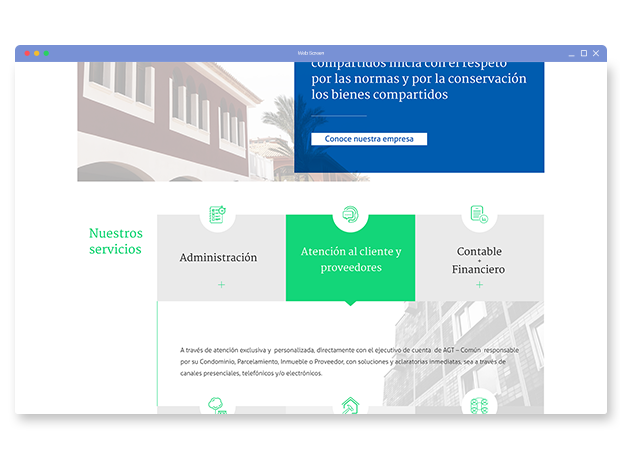 Web Screen
compartidos inicia con el respeto
por las normas y por la conservación
los bienes compartidos
Conoce nuestra empresa
Nuestros
servicios
Administración
+
Atención al cliente y
proveedores
Contable
+
Financiero
+
A través de atención exclusiva y personalizada, directamente con el ejecutivo de cuenta de AGT – Común responsable
por su Condominio, Parcelamiento, Inmueble o Proveedor, con soluciones y aclaratorias inmediatas, sea a través de
canales presenciales, telefónicos y/o electrónicos.